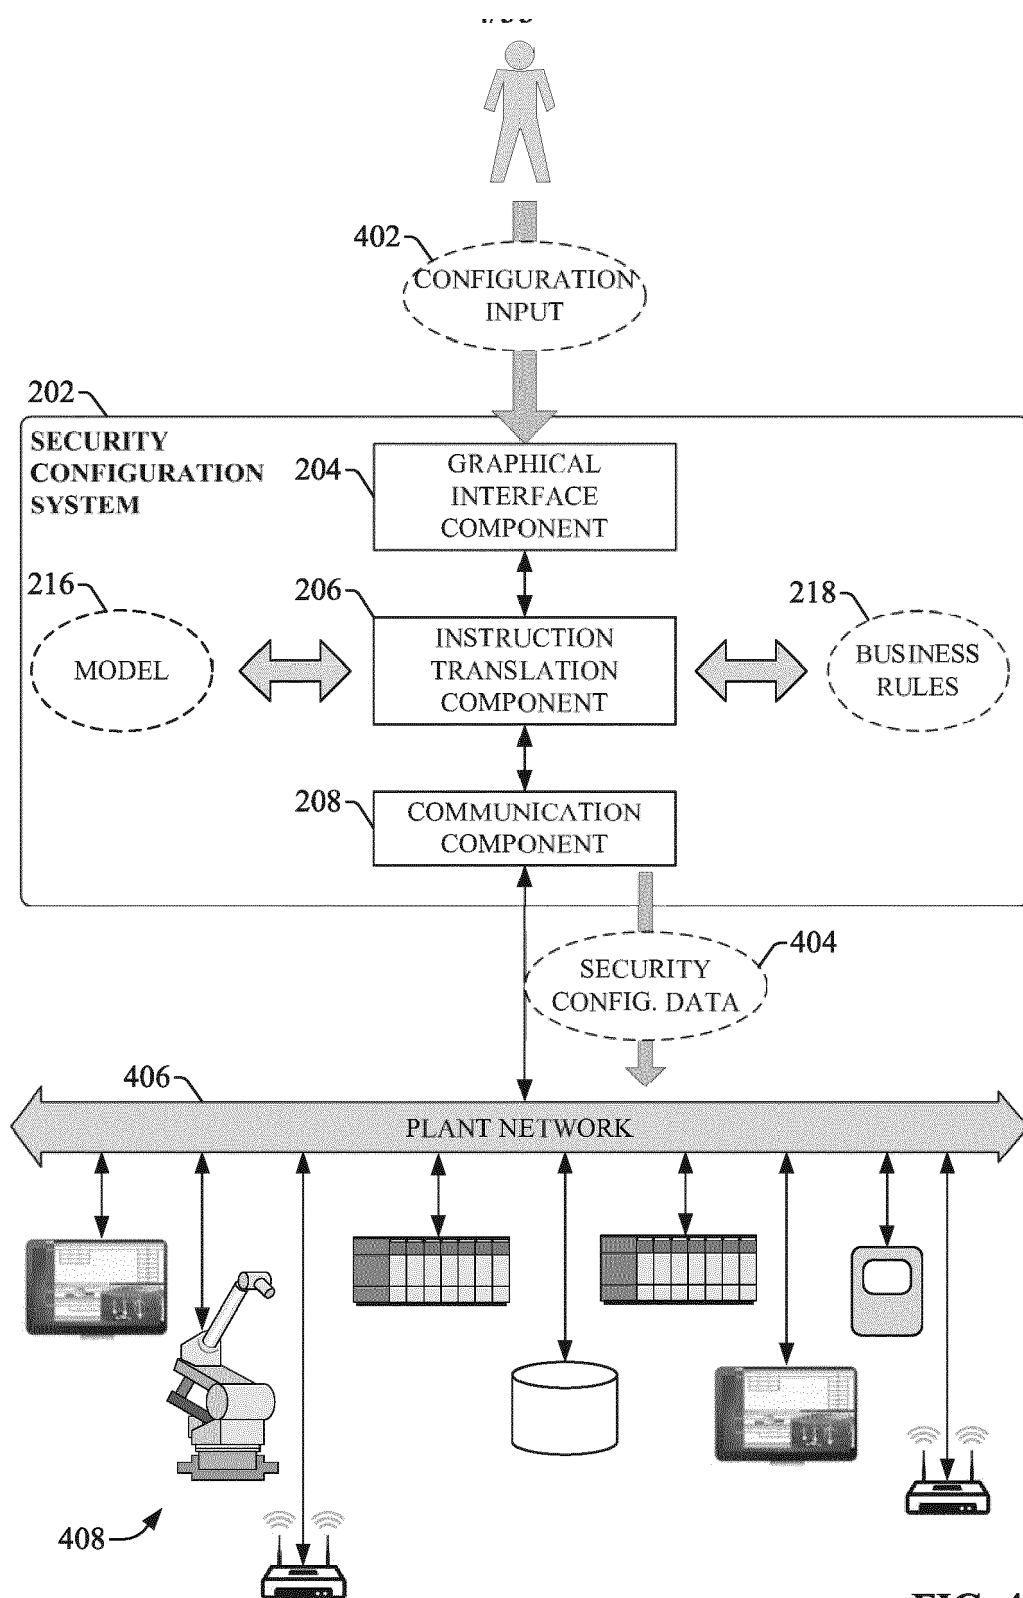 402
CONFIGURATION
INPUT
202
SECURITY
CONFIGURATION
SYSTEM
204
GRAPHICAL
INTERFACE
COMPONENT
216
MODEL
206
INSTRUCTION
TRANSLATION
COMPONENT
218
BUSINESS
RULES
208
COMMUNICATION
COMPONENT
404
SECURITY
CONFIG. DATA
406
PLANT NETWORK
408